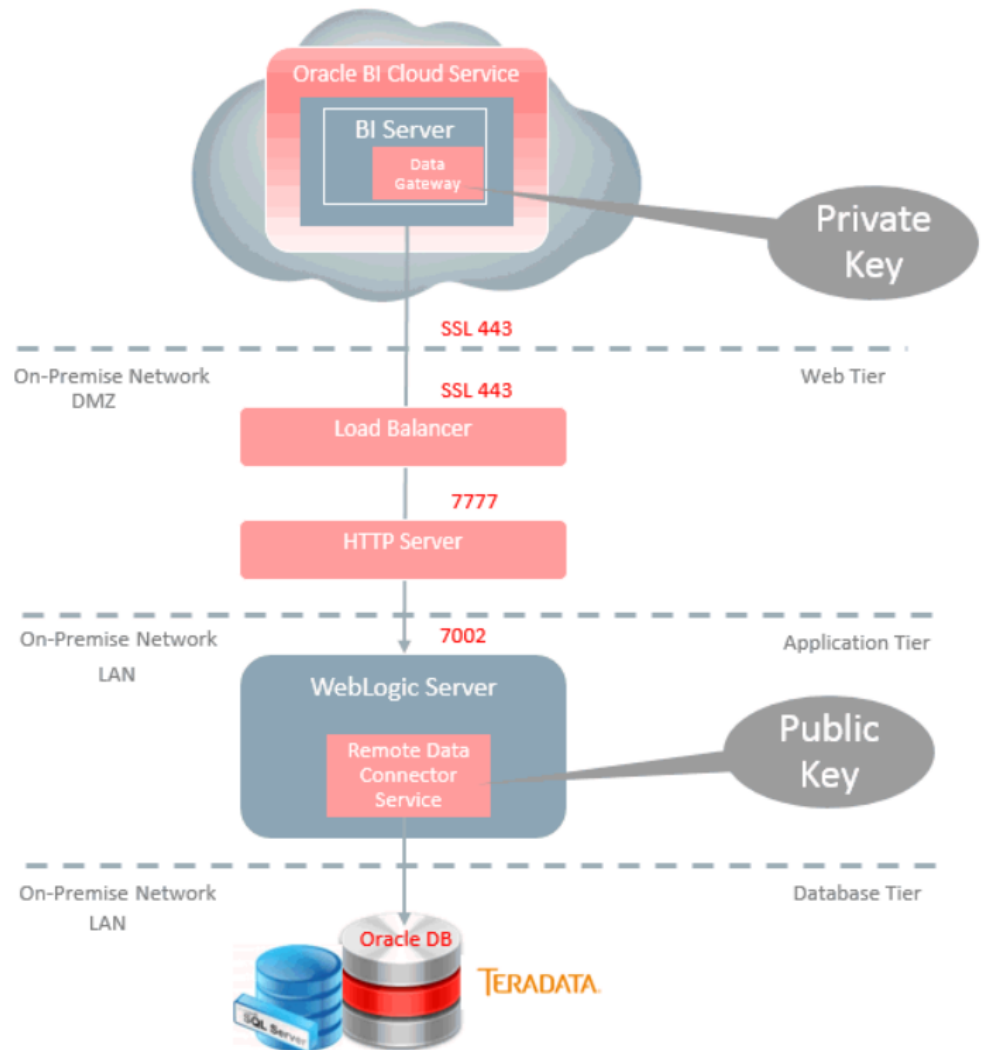 Oracle BI Cloud Service
BI Server
Data
Gateway
Private
Key
SSL 443
On-Premise Network
DMZ
Web Tier
SSL 443
Load Balancer
7777
HTTP Server
On-Premise Network
LAN
7002
Application Tier
WebLogic Server
Remote Data
Connector
Service
Public
Key
On-Premise Network
LAN
Database Tier
Oracle DB
SQL Server
TERADATA.